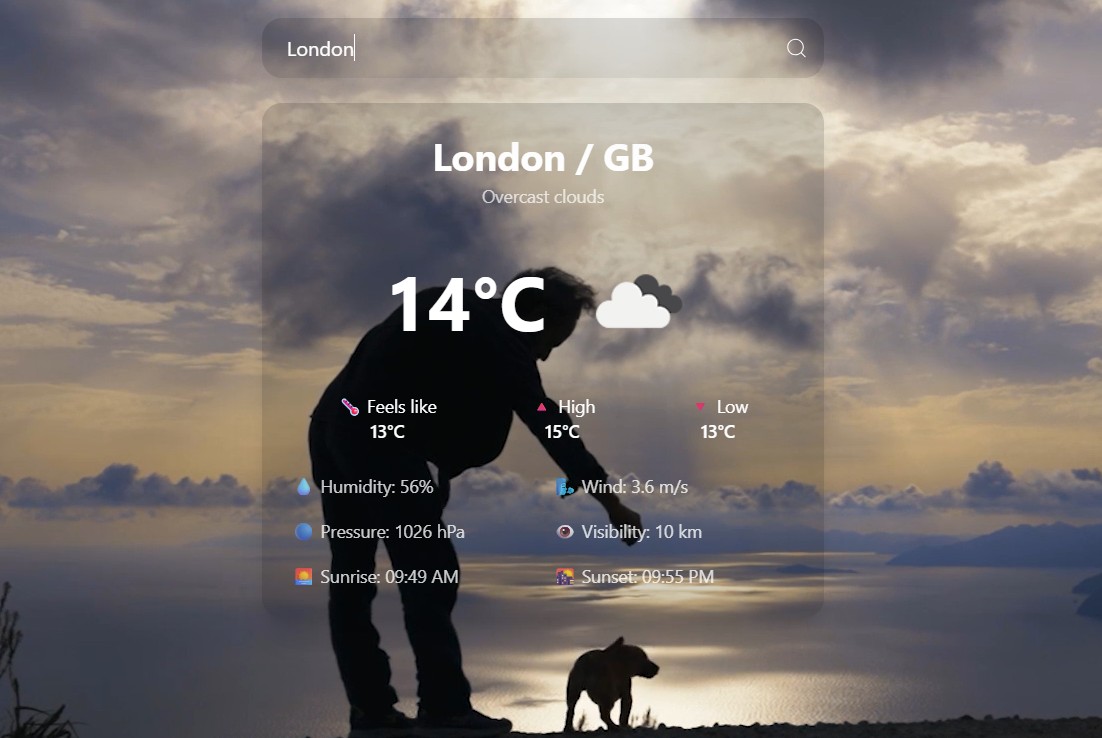 London
London / GB
Overcast clouds
14°C
Feels like High Low
13°C 15°C 13°C
Humidity: 56% Wind: 3.6 m/s
Pressure: 1026 hPa Visibility: 10 km
Sunrise: 09:49 AM Sunset: 09:55 PM